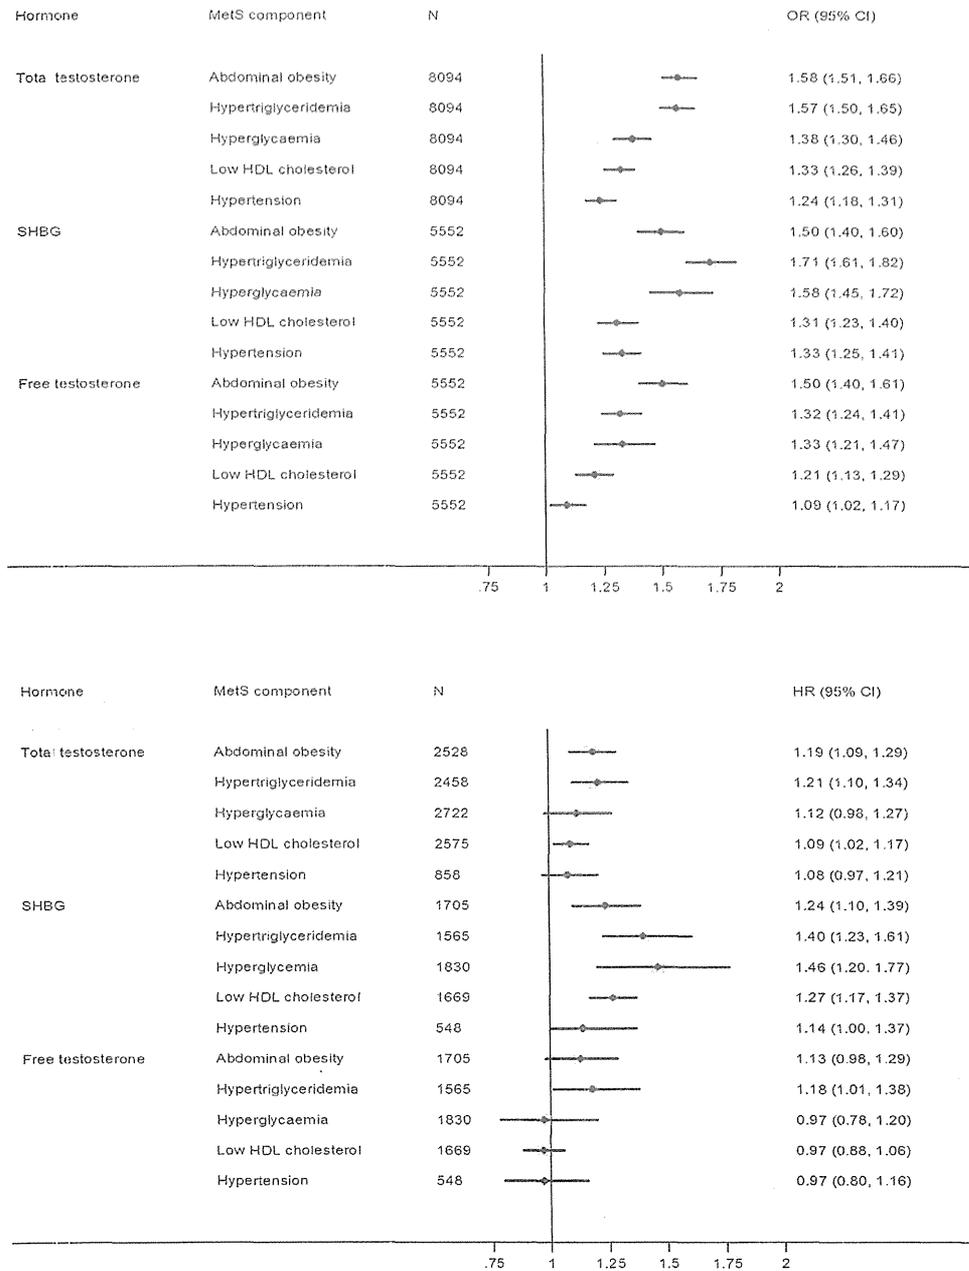 Hormone MetS component N OR (95% CI)
Tota testosterone Abdominal obesity 8094 1.58 (1.51, 1.66)
Hypertriglyceridemia 8094 1.57 (1.50, 1.65)
Hyperglycaemia 8094 1.38 (1.30, 1.46)
Low HDL cholesterol 8094 1.33 (1.26, 1.39)
Hypertension 8094 1.24 (1.18, 1.31)
SHBG Abdominal obesity 5552 1.50 (1.40, 1.60)
Hypertriglyceridemia 5552 1.71 (1.61, 1.82)
Hyperglycaemia 5552 1.58 (1.45, 1.72)
Low HDL cholesterol 5552 1.31 (1.23, 1.40)
Hypertension 5552 1.33 (1.25, 1.41)
Free testosterone Abdominal obesity 5552 1.50 (1.40, 1.61)
Hypertriglyceridemia 5552 1.32 (1.24, 1.41)
Hyperglycaemia 5552 1.33 (1.21, 1.47)
Low HDL cholesterol 5552 1.21 (1.13, 1.29)
Hypertension 5552 1.09 (1.02, 1.17)
.75 1 1.25 1.5 1.75 2
Hormone MetS component N HR (95% CI)
Total testosterone Abdominal obesity 2528 1.19 (1.09, 1.29)
Hypertriglyceridemia 2458 1.21 (1.10, 1.34)
Hyperglycaemia 2722 1.12 (0.98, 1.27)
Low HDL cholesterol 2575 1.09 (1.02, 1.17)
Hypertension 858 1.08 (0.97, 1.21)
SHBG Abdominal obesity 1705 1.24 (1.10, 1.39)
Hypertriglyceridemia 1565 1.40 (1.23, 1.61)
Hyperglycemia 1830 1.46 (1.20. 1.77)
Low HDL cholesterol 1669 1.27 (1.17, 1.37)
Hypertension 548 1.14 (1.00, 1.37)
Free testosterone Abdominal obesity 1705 1.13 (0.98, 1.29)
Hypertriglyceridemia 1565 1.18 (1.01, 1.38)
Hyperglycaemia 1830 0.97 (0.78, 1.20)
Low HDL cholesterol 1669 0.97 (0.88, 1.06)
Hypertension 548 0.97 (0.80, 1.16)
.75 1 1.25 1.5 1.75 2